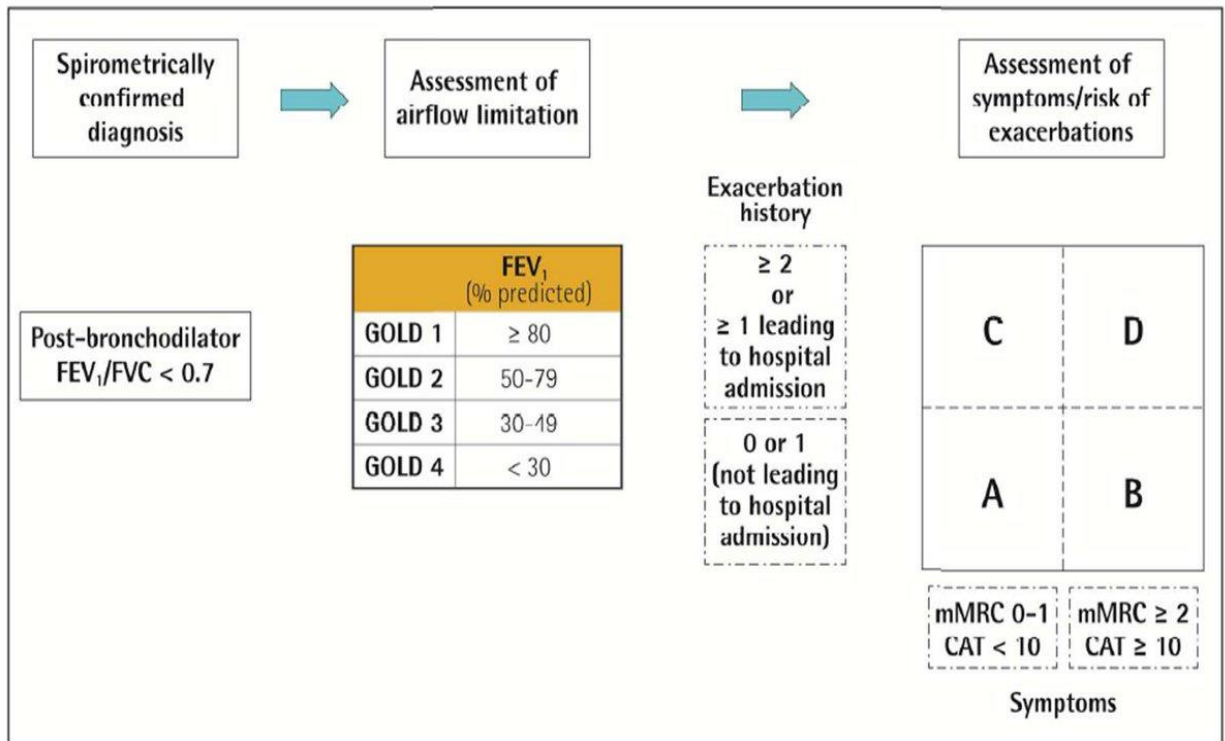 Spirometrically
confirmed
diagnosis
Assessment of
airflow limitation
Assessment of
symptoms/risk of
exacerbations
Post-bronchodilator
FEV₁/FVC < 0.7
FEV₁
(% predicted)
GOLD 1 ≥ 80
GOLD 2 50-79
GOLD 3 30-49
GOLD 4 < 30
Exacerbation
history
≥ 2
or
≥ 1 leading
to hospital
admission
0 or 1
(not leading
to hospital
admission)
C D
A B
mMRC 0-1
CAT < 10
mMRC ≥ 2
CAT ≥ 10
Symptoms